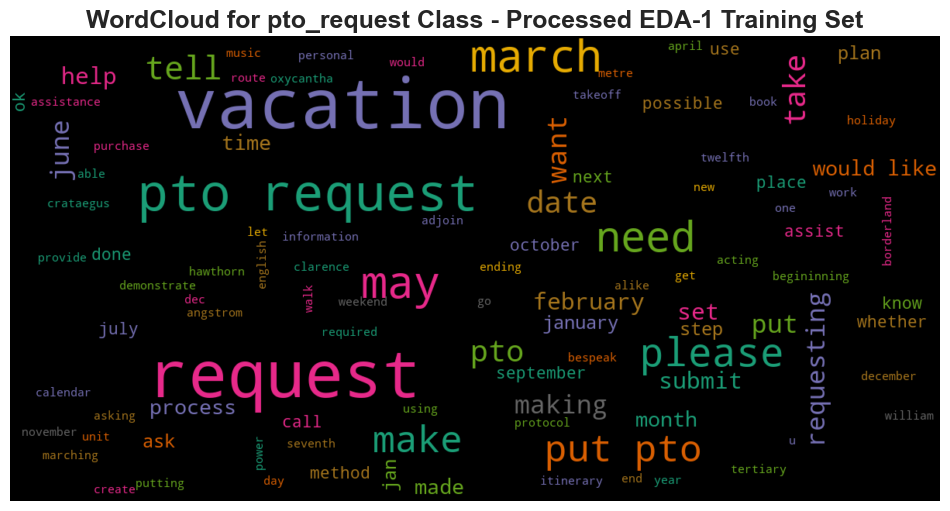 WordCloud for pto_request Class - Processed EDA-1 Training Set
music
personal
would
march
april
use
plan
help
tell
route
oxycantha
metre
ok
assistance
vacation
takeoff
possible
book
take
holiday
june
purchase
time
want
twelfth
would like
able
pto request
next
new
place
work
crataegus
adjoin
date
one
borderland
let
information
october
need
assist
provide
done
english
hawthorn
clarence
ending
get
acting
begininning
demonstrate
dec
walk
weekend
may
go
alike
february
set
know
angstrom
july
required
january
step
put
requesting
whether
request
pto
bespeak
please
september
submit
december
calendar
process
using
making
asking
call
protocol
month
william
november
unit
ask
power
seventh
make
put pto
u
marching
method
jan
tertiary
create
putting
day
made
itinerary
end
year